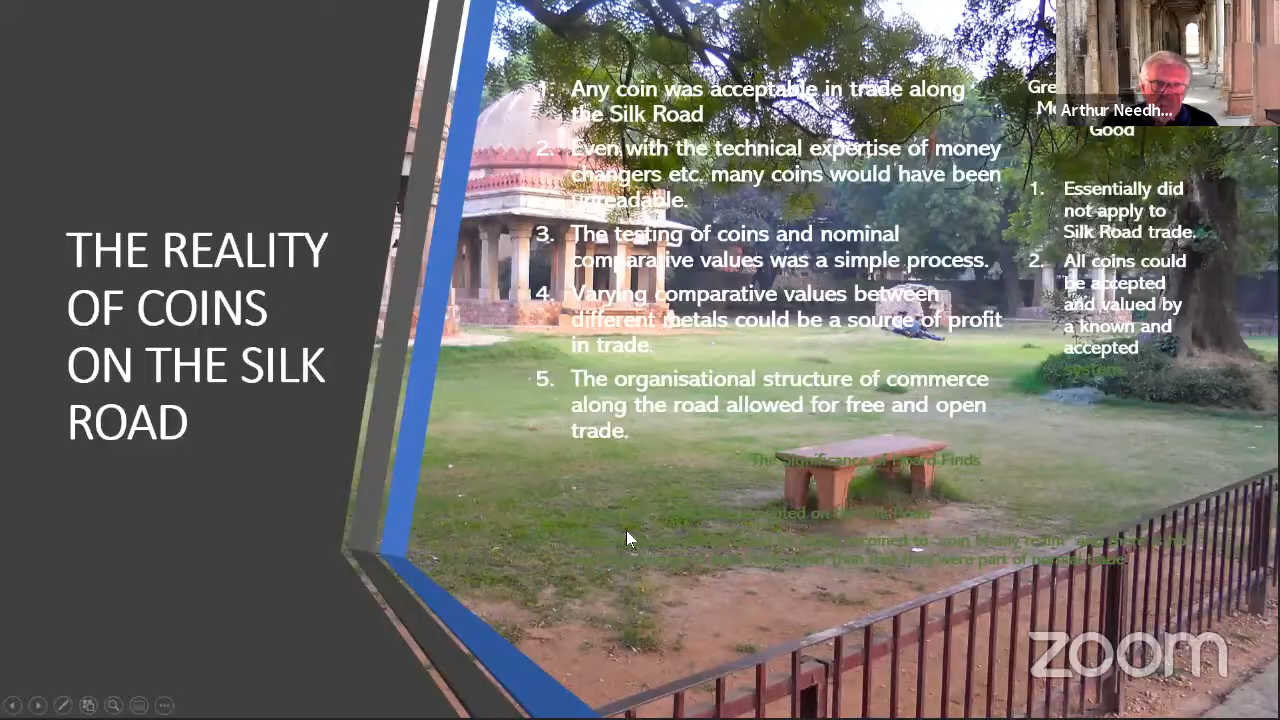 THE REALITY
OF COINS
ON THE SILK
ROAD
1. Any coin was acceptable in trade along
the Silk Road
2. Even with the technical expertise of money
changers etc. many coins would have been
unreadable.
3. The testing of coins and nominal
comparative values was a simple process.
4. Varying comparative values between
different metals could be a source of profit
in trade.
5. The organisational structure of commerce
along the road allowed for free and open
trade.
Good
1. Essentially did
not apply to
Silk Road trade.
2. All coins could
be accepted
and valued by
a known and
accepted
system.
The Significance of Hoard Finds
were part of normal trade.
Arthur Needh...
zoom